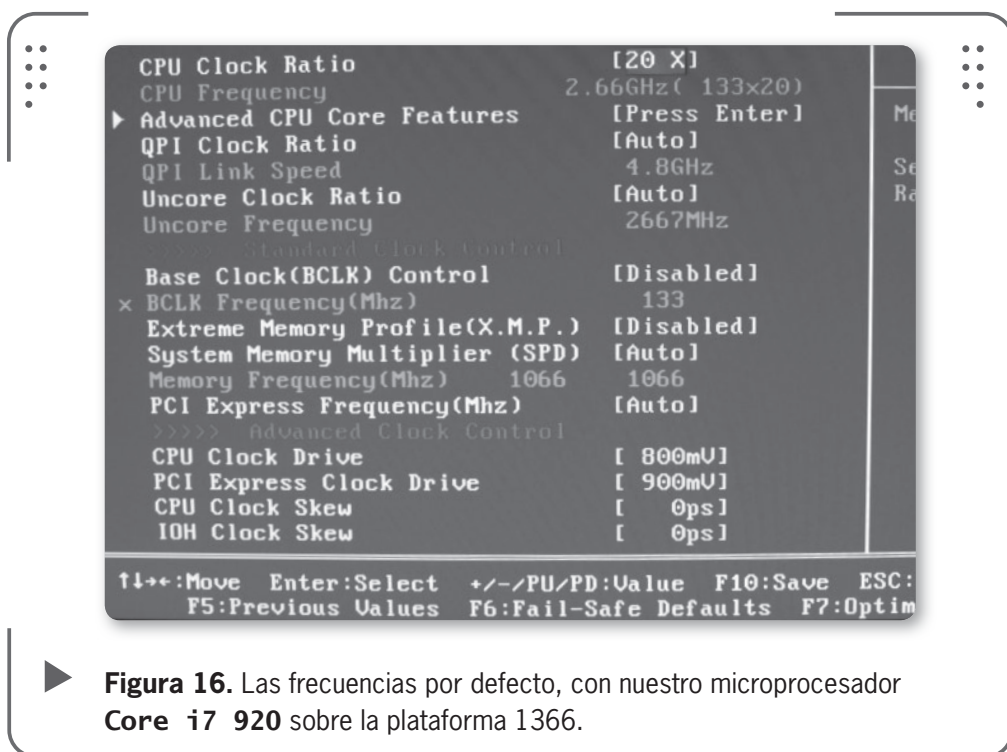 CPU Clock Ratio [20 X]
CPU Frequency 2.66GHz( 133x20)
Advanced CPU Core Features [Press Enter]
QPI Clock Ratio [Auto]
QPI Link Speed 4.8GHz
Uncore Clock Ratio [Auto]
Uncore Frequency 2667MHz
>>>>> Standard Clock Control
Base Clock(BCLK) Control [Disabled]
x BCLK Frequency(Mhz) 133
Extreme Memory Profile(X.M.P.) [Disabled]
System Memory Multiplier (SPD) [Auto]
Memory Frequency(Mhz) 1066 1066
PCI Express Frequency(Mhz) [Auto]
>>>>> Advanced Clock Control
CPU Clock Drive [ 800mV]
PCI Express Clock Drive [ 900mV]
CPU Clock Skew [ 0ps]
IOH Clock Skew [ 0ps]
Me
Se
Ra
↑↓→←:Move Enter:Select +/-/PU/PD:Value F10:Save ESC:
F5:Previous Values F6:Fail-Safe Defaults F7:Optim
Figura 16. Las frecuencias por defecto, con nuestro microprocesador
Core i7 920 sobre la plataforma 1366.